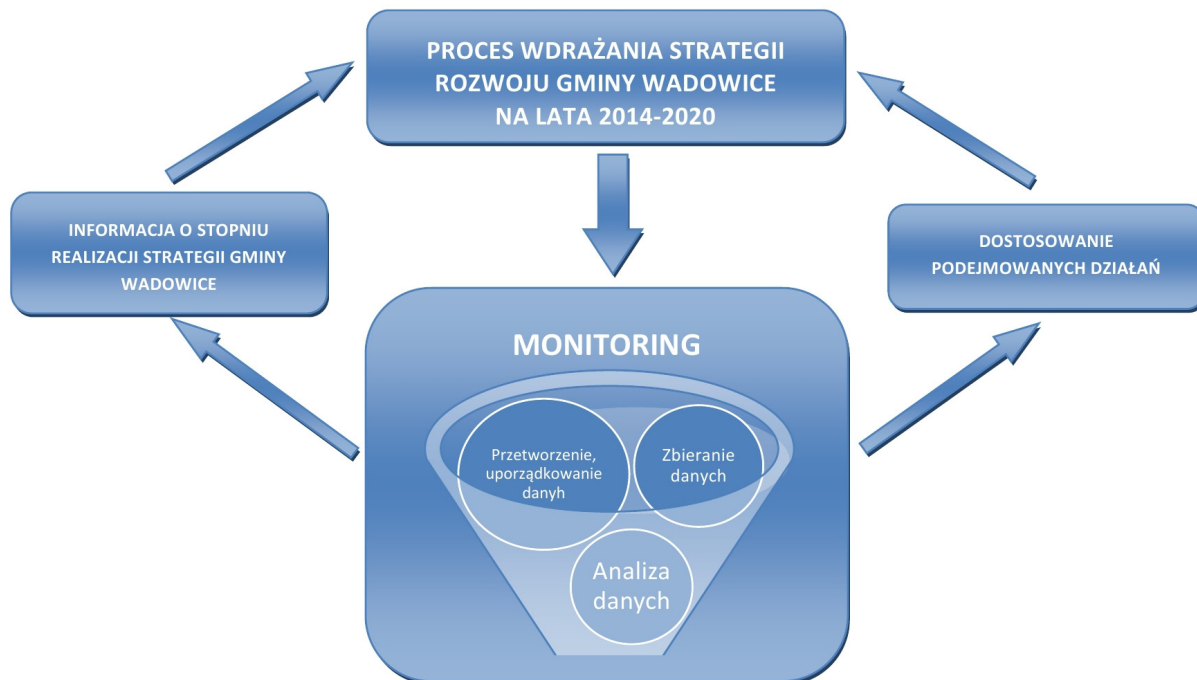 PROCES WDRAŻANIA STRATEGII
ROZWOJU GMINY WADOWICE
NA LATA 2014-2020
INFORMACJA O STOPNIU
REALIZACJI STRATEGII GMINY
WADOWICE
DOSTOSOWANIE
PODEJMOWANYCH DZIAŁAŃ
MONITORING
Przetworzenie,
uporządkowanie
danyh
Zbieranie
danych
Analiza
danych